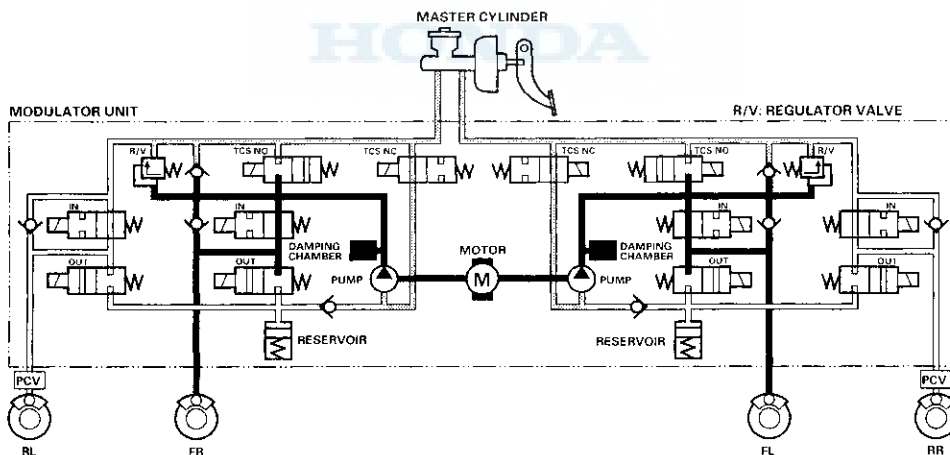 HONDA
MASTER CYLINDER
MODULATOR UNIT
R/V: REGULATOR VALVE
R/V
TCS NO
TCS NC
TCS NC
TCS NO
R/V
IN
IN
IN
IN
OUT
OUT
OUT
OUT
DAMPING
CHAMBER
MOTOR
DAMPING
CHAMBER
PUMP
M
PUMP
RESERVOIR
RESERVOIR
PCV
PCV
RL
FR
FL
RR